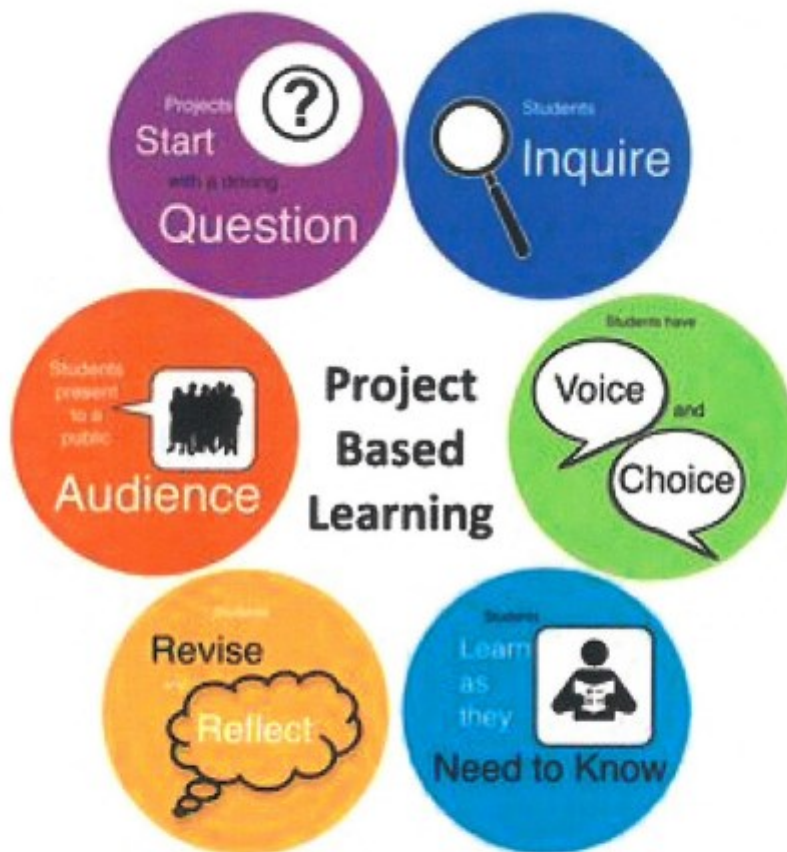 Projects
Start
with a driving
Question
?
Students
Inquire
Students have
Voice
and
Choice
Students
Learn
as
they
Need to Know
Students
Revise
Reflect
Students
present
to a
public
Audience
Project
Based
Learning